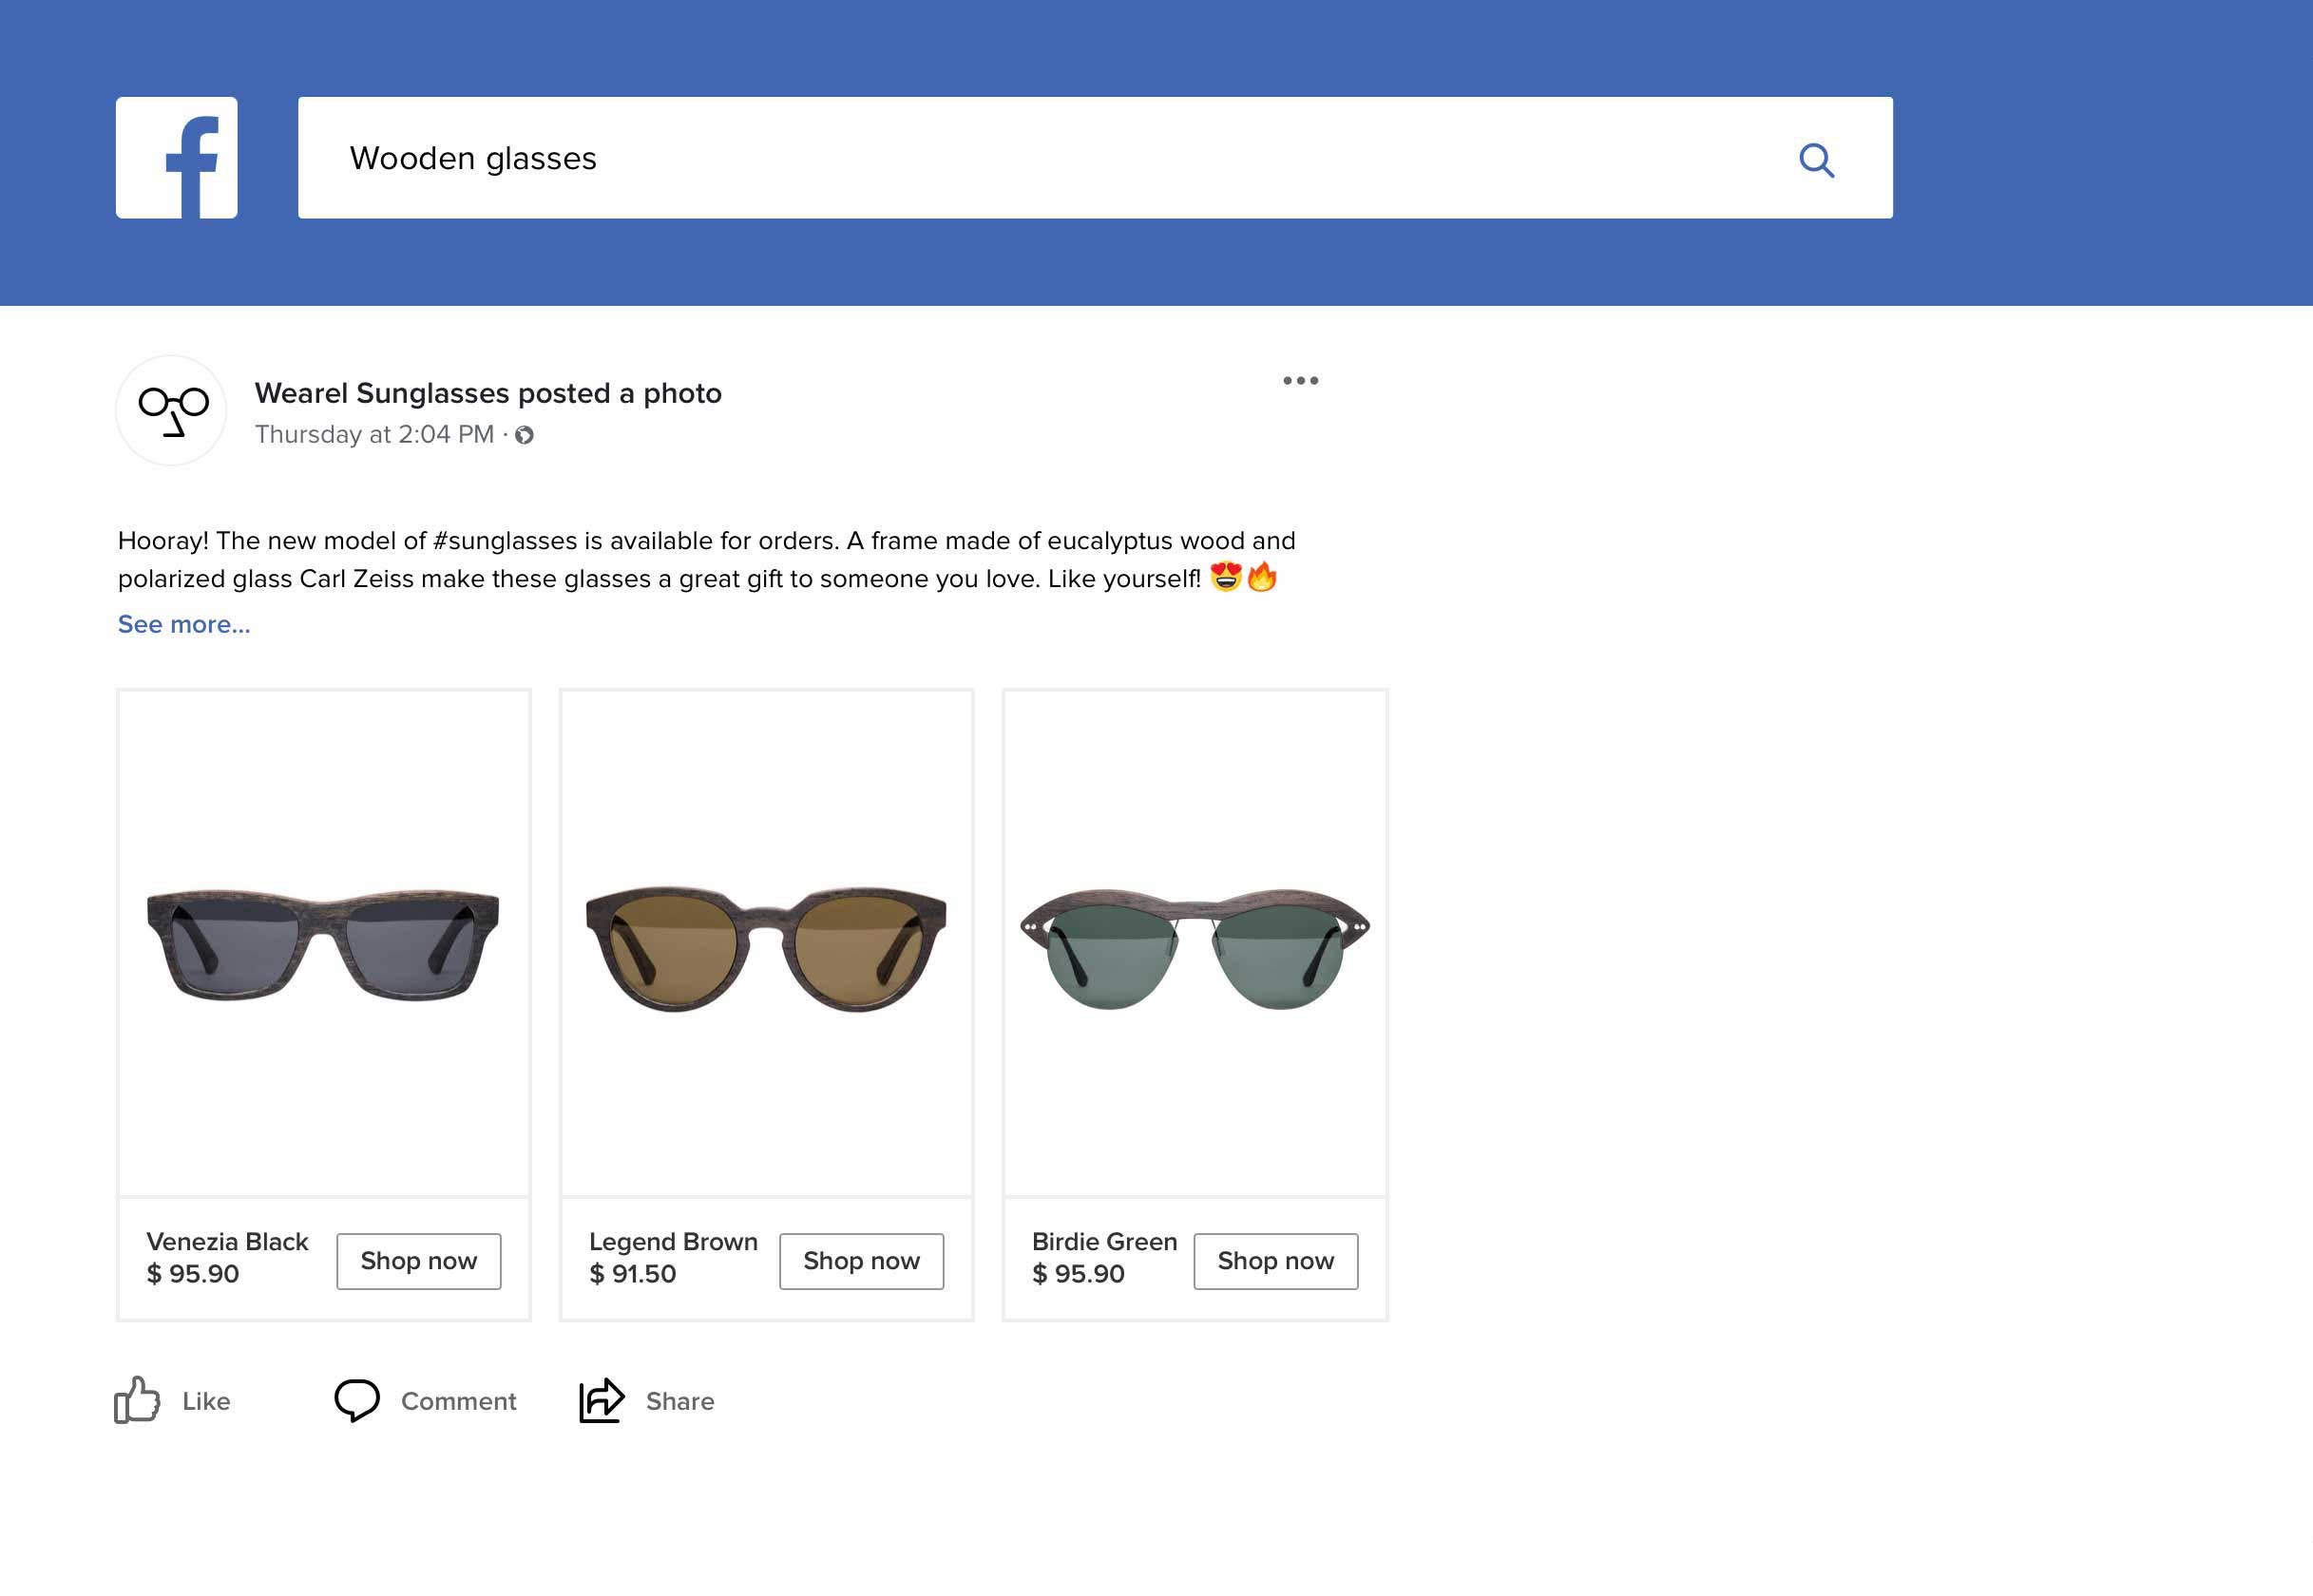 f
Wooden glasses
Wearel Sunglasses posted a photo
Thursday at 2:04 PM ·
Hooray! The new model of #sunglasses is available for orders. A frame made of eucalyptus wood and
polarized glass Carl Zeiss make these glasses a great gift to someone you love. Like yourself! 😍🔥
See more...
Venezia Black
$ 95.90
Shop now
Legend Brown
$ 91.50
Shop now
Birdie Green
$ 95.90
Shop now
Like
Comment
Share